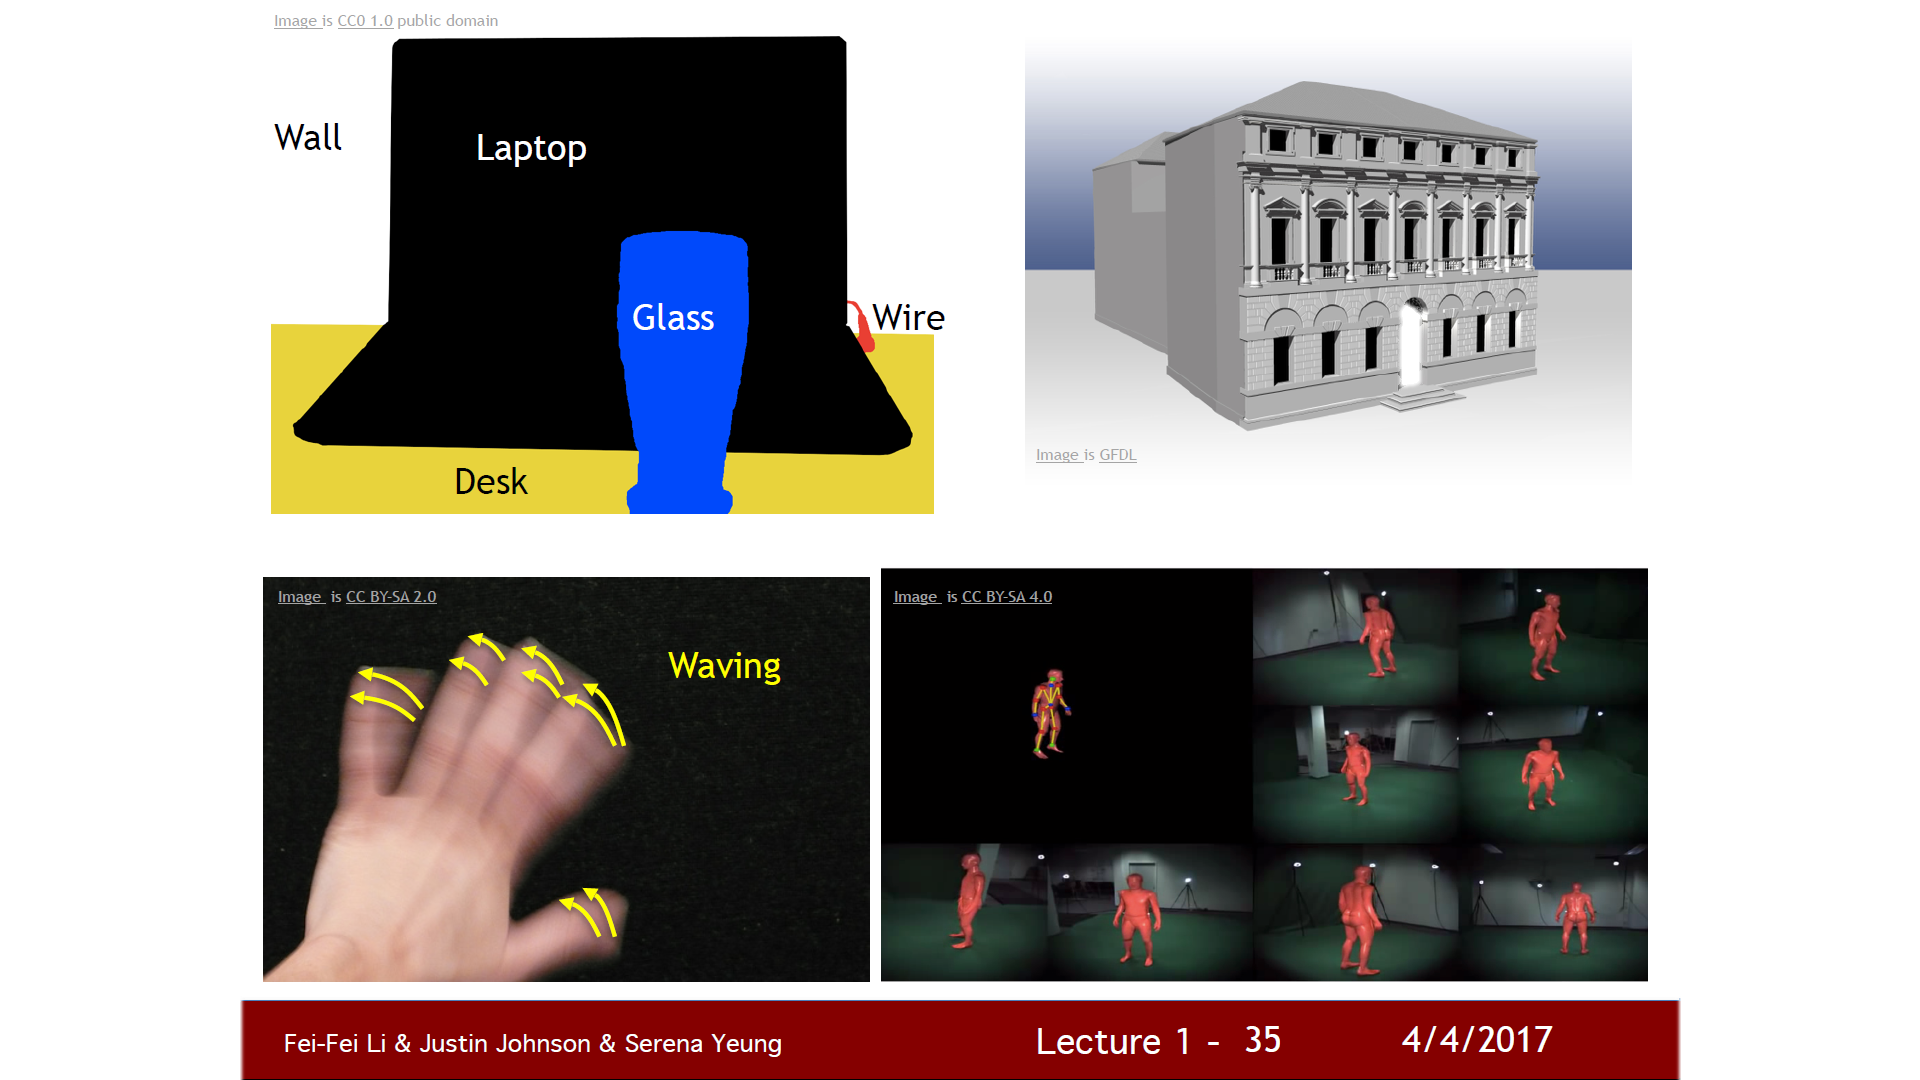 Image is CC0 1.0 public domain
Wall
Laptop
Glass
Wire
Desk
Image is GFDL
Image is CC BY-SA 2.0
Waving
Image is CC BY-SA 4.0
Fei-Fei Li & Justin Johnson & Serena Yeung
Lecture 1 - 35
4/4/2017